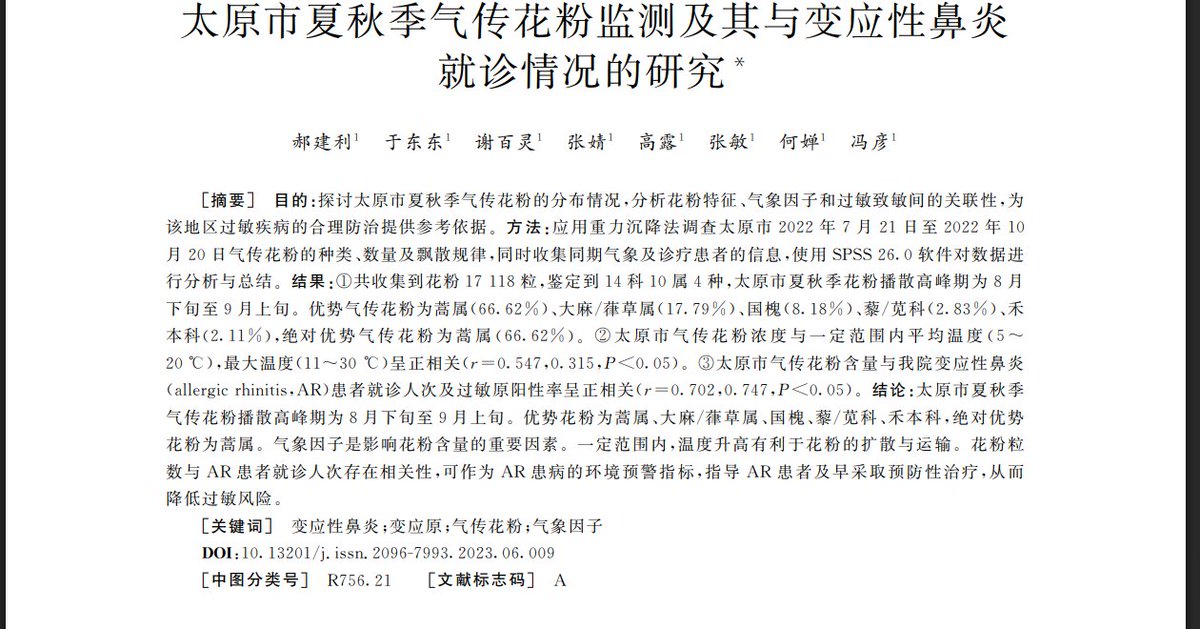 太原市夏秋季气传花粉监测及其与变应性鼻炎
就诊情况的研究*
郝建利1 于东东1 谢百灵1 张婧1 高露1 张敏1 何婵1 冯彦1
[摘要] 目的:探讨太原市夏秋季气传花粉的分布情况,分析花粉特征、气象因子和过敏致敏间的关联性,为
该地区过敏疾病的合理防治提供参考依据。方法:应用重力沉降法调查太原市 2022 年 7 月 21 日至 2022 年 10
月 20 日气传花粉的种类、数量及飘散规律,同时收集同期气象及诊疗患者的信息,使用 SPSS 26.0 软件对数据进
行分析与总结。结果:①共收集到花粉 17 118 粒,鉴定到 14 科 10 属 4 种,太原市夏秋季花粉播散高峰期为 8 月
下旬至 9 月上旬。优势气传花粉为蒿属(66.62%)、大麻/葎草属(17.79%)、国槐(8.18%)、藜/苋科(2.83%)、禾
本科(2.11%),绝对优势气传花粉为蒿属(66.62%)。②太原市气传花粉浓度与一定范围内平均温度(5~
20 ℃),最大温度(11~30 ℃)呈正相关(r=0.547,0.315,P<0.05)。③太原市气传花粉含量与我院变应性鼻炎
(allergic rhinitis,AR)患者就诊人次及过敏原阳性率呈正相关(r=0.702,0.747,P<0.05)。结论:太原市夏秋季
气传花粉播散高峰期为 8 月下旬至 9 月上旬。优势花粉为蒿属、大麻/葎草属、国槐、藜/苋科、禾本科,绝对优势
花粉为蒿属。气象因子是影响花粉含量的重要因素。一定范围内,温度升高有利于花粉的扩散与运输。花粉粒
数与 AR 患者就诊人次存在相关性,可作为 AR 患病的环境预警指标,指导 AR 患者及早采取预防性治疗,从而
降低过敏风险。
[关键词] 变应性鼻炎;变应原;气传花粉;气象因子
DOI:10.13201/j.issn.2096-7993.2023.06.009
[中图分类号] R756.21 [文献标志码] A